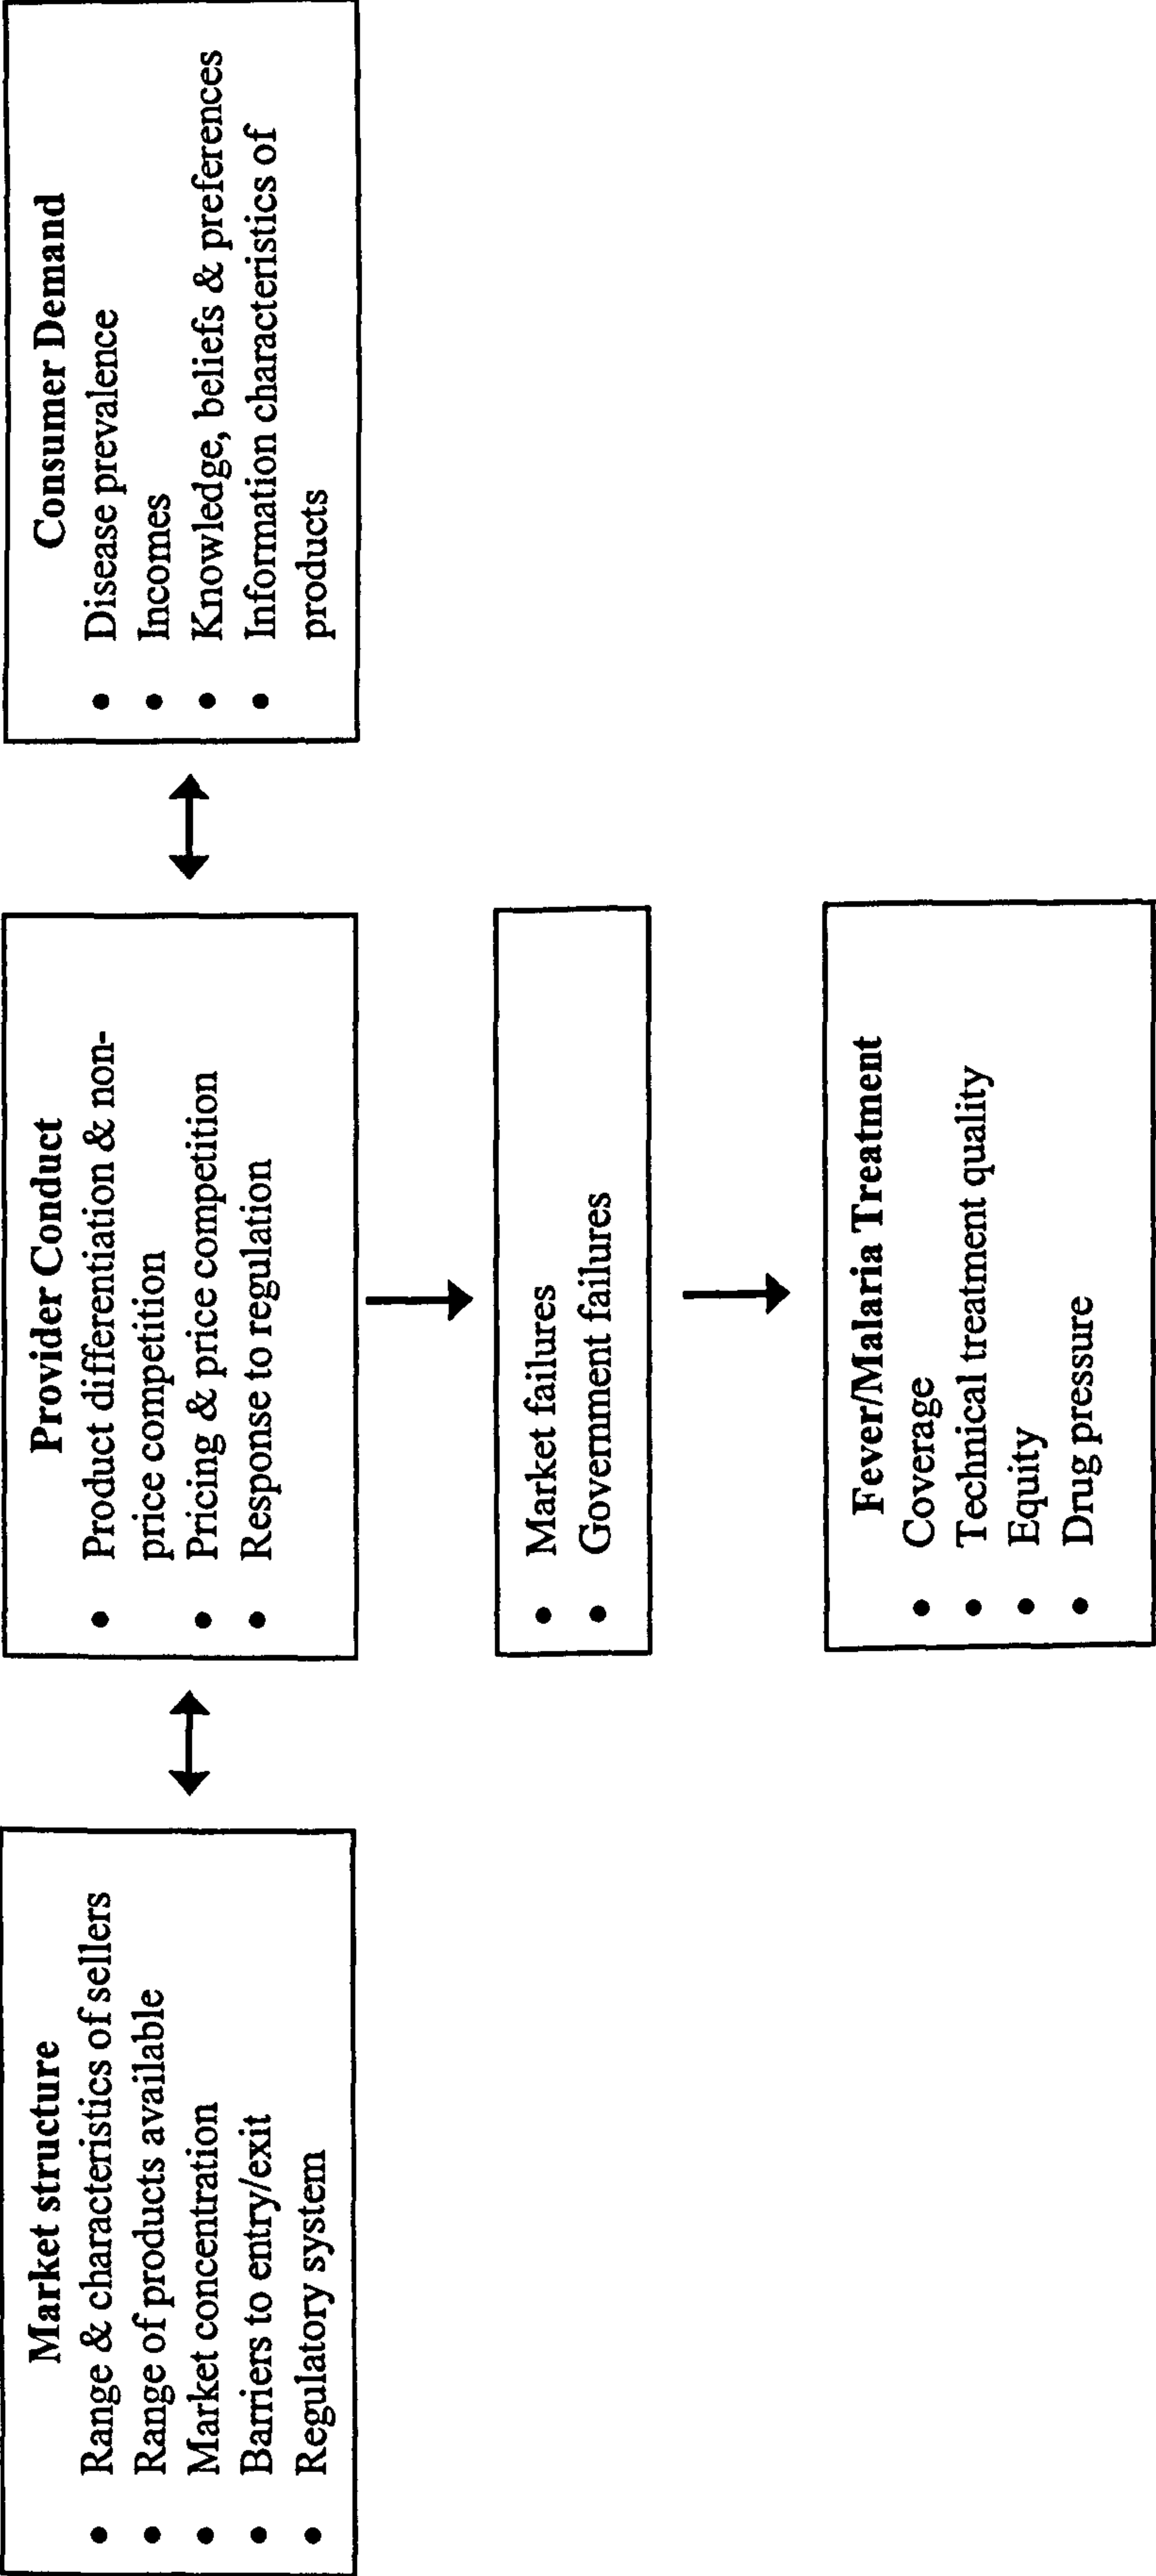 Market structure
• Range & characteristics of sellers
• Range of products available
• Market concentration
• Barriers to entry/exit
• Regulatory system
Provider Conduct
• Product differentiation & non-
price competition
• Pricing & price competition
• Response to regulation
Consumer Demand
• Disease prevalence
• Incomes
• Knowledge, beliefs & preferences
• Information characteristics of
products
• Market failures
• Government failures
Fever/Malaria Treatment
• Coverage
• Technical treatment quality
• Equity
• Drug pressure